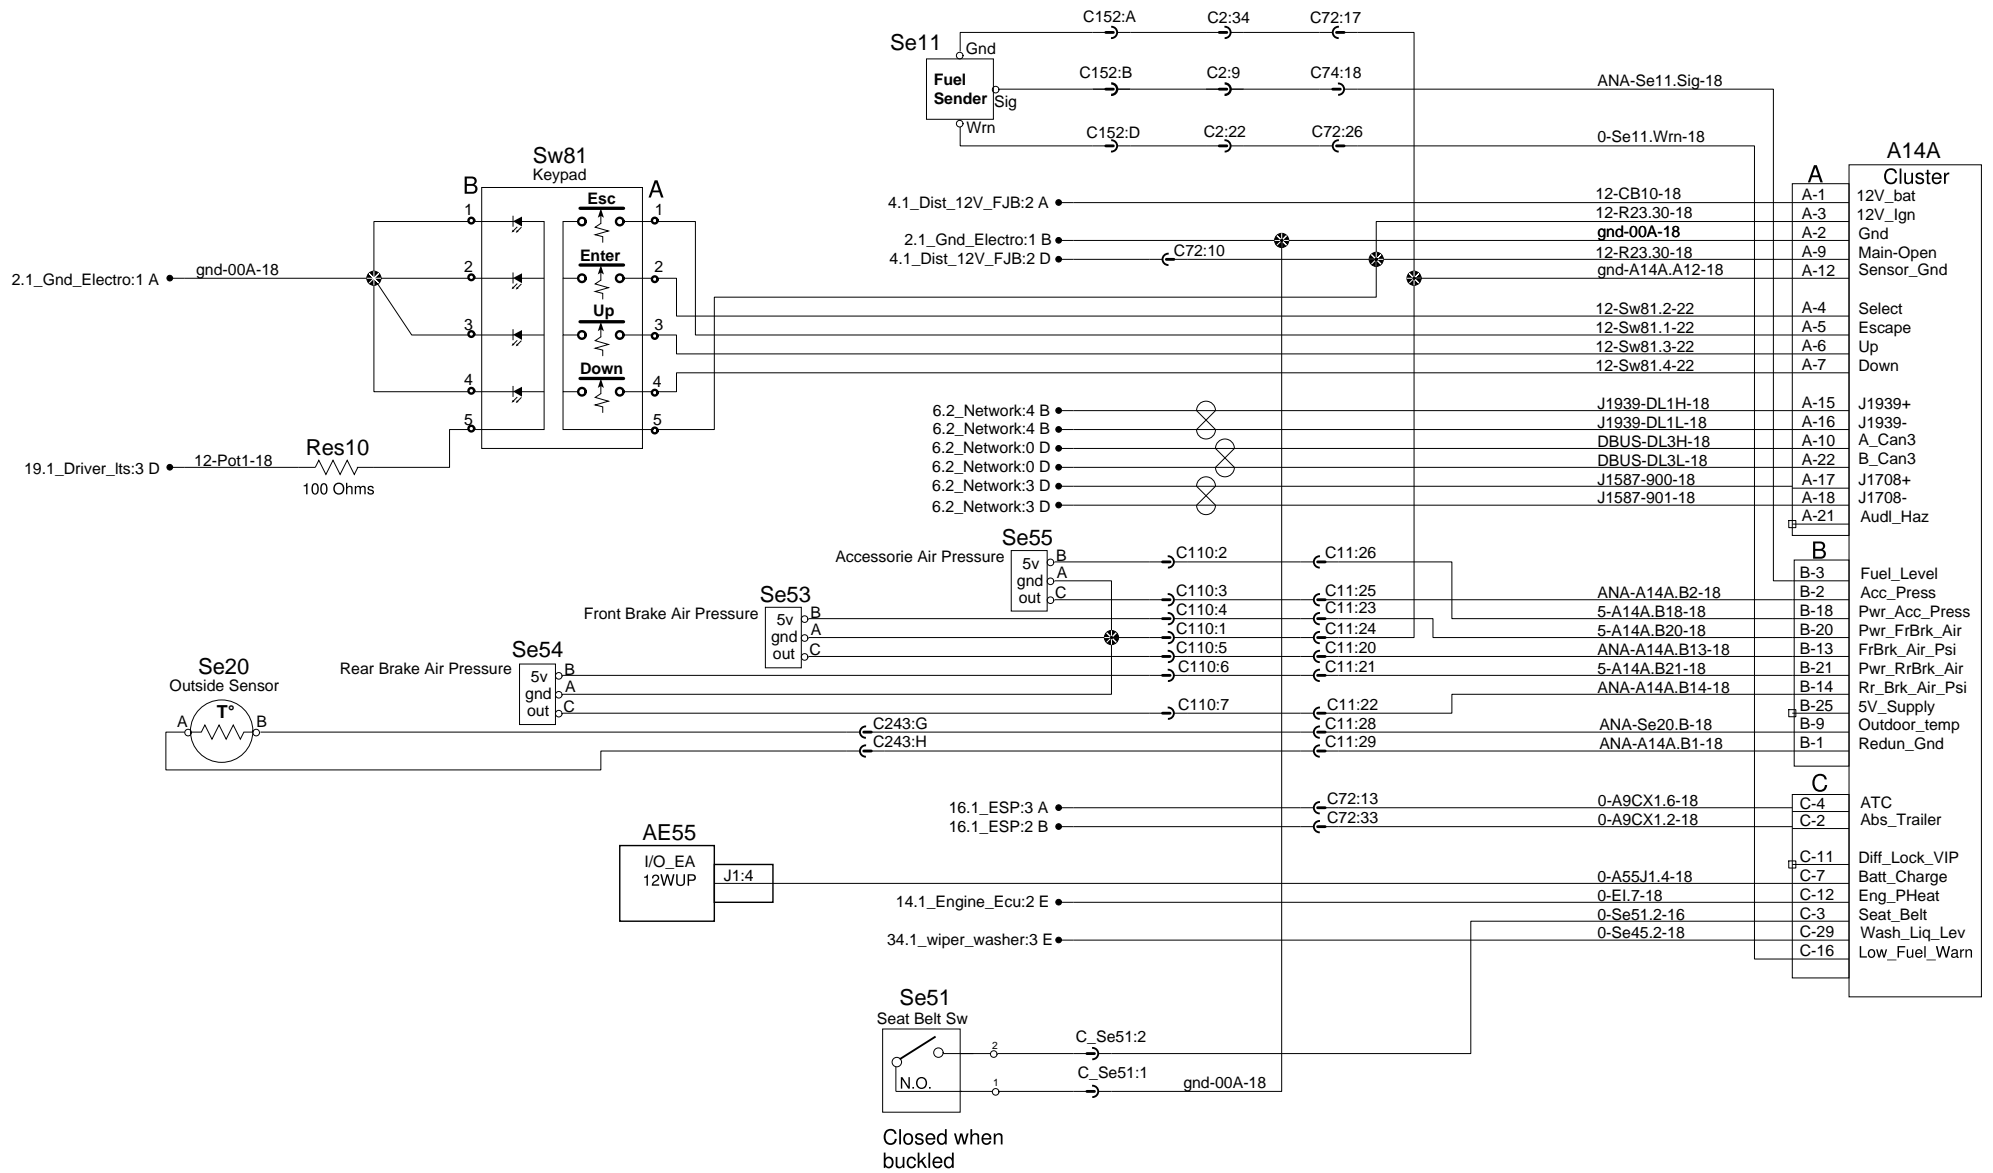 C152:A C2:34 C72:17
Se11
Gnd
Fuel
Sender
C152:B C2:9 C74:18
Sig
ANA-Se11.Sig-18
Wrn
C152:D C2:22 C72:26
0-Se11.Wrn-18
Sw81
Keypad
B
A
1
2
3
4
5
Esc
Enter
Up
Down
1
2
3
4
5
2.1_Gnd_Electro:1 A
gnd-00A-18
19.1_Driver_lts:3 D
12-Pot1-18
Res10
100 Ohms
A14A
Cluster
A
4.1_Dist_12V_FJB:2 A 12-CB10-18 A-1 12V_bat
12-R23.30-18 A-3 12V_Ign
2.1_Gnd_Electro:1 B gnd-00A-18 A-2 Gnd
4.1_Dist_12V_FJB:2 D C72:10 12-R23.30-18 A-9 Main-Open
gnd-A14A.A12-18 A-12 Sensor_Gnd
12-Sw81.2-22 A-4 Select
12-Sw81.1-22 A-5 Escape
12-Sw81.3-22 A-6 Up
12-Sw81.4-22 A-7 Down
6.2_Network:4 B J1939-DL1H-18 A-15 J1939+
6.2_Network:4 B J1939-DL1L-18 A-16 J1939-
6.2_Network:0 D DBUS-DL3H-18 A-10 A_Can3
6.2_Network:0 D DBUS-DL3L-18 A-22 B_Can3
6.2_Network:3 D J1587-900-18 A-17 J1708+
6.2_Network:3 D J1587-901-18 A-18 J1708-
A-21 Audl_Haz
Se55
Accessorie Air Pressure
5v B
gnd A
out C
C110:2 C11:26
B
B-3 Fuel_Level
C110:3 C11:25 ANA-A14A.B2-18 B-2 Acc_Press
Se53
Front Brake Air Pressure
5v B
gnd A
out C
C110:4 C11:23 5-A14A.B18-18 B-18 Pwr_Acc_Press
C110:1 C11:24 5-A14A.B20-18 B-20 Pwr_FrBrk_Air
C110:5 C11:20 ANA-A14A.B13-18 B-13 FrBrk_Air_Psi
Se54
Rear Brake Air Pressure
5v B
gnd A
out C
C110:6 C11:21 5-A14A.B21-18 B-21 Pwr_RrBrk_Air
ANA-A14A.B14-18 B-14 Rr_Brk_Air_Psi
C110:7 C11:22 B-25 5V_Supply
Se20
Outside Sensor
T°
A B
C243:G C11:28 ANA-Se20.B-18 B-9 Outdoor_temp
C243:H C11:29 ANA-A14A.B1-18 B-1 Redun_Gnd
C
16.1_ESP:3 A C72:13 0-A9CX1.6-18 C-4 ATC
16.1_ESP:2 B C72:33 0-A9CX1.2-18 C-2 Abs_Trailer
AE55
I/O_EA
12WUP
J1:4
C-11 Diff_Lock_VIP
0-A55J1.4-18 C-7 Batt_Charge
14.1_Engine_Ecu:2 E 0-EI.7-18 C-12 Eng_PHeat
0-Se51.2-16 C-3 Seat_Belt
34.1_wiper_washer:3 E 0-Se45.2-18 C-29 Wash_Liq_Lev
C-16 Low_Fuel_Warn
Se51
Seat Belt Sw
2
C_Se51:2
N.O.
1
C_Se51:1
gnd-00A-18
Closed when
buckled